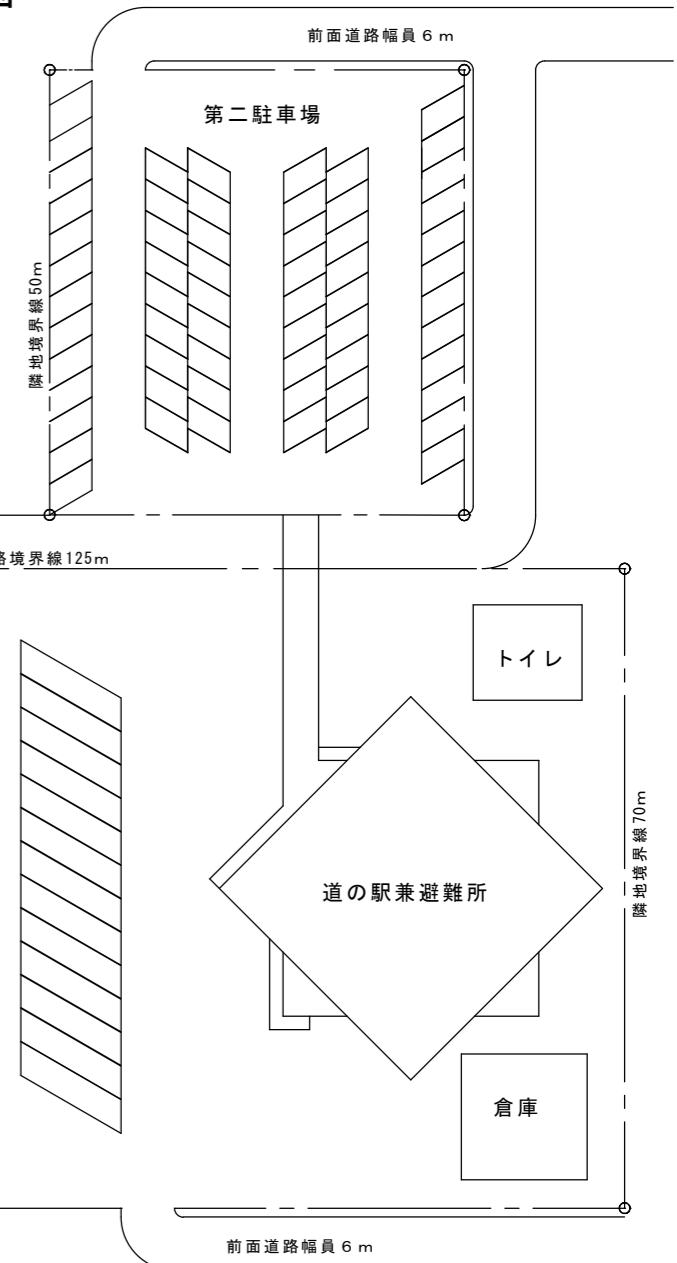 前面道路幅員６ｍ
第二駐車場
隣地境界線50m
境界線125m
トイレ
道の駅兼避難所
隣地境界線70m
倉庫
前面道路幅員６ｍ